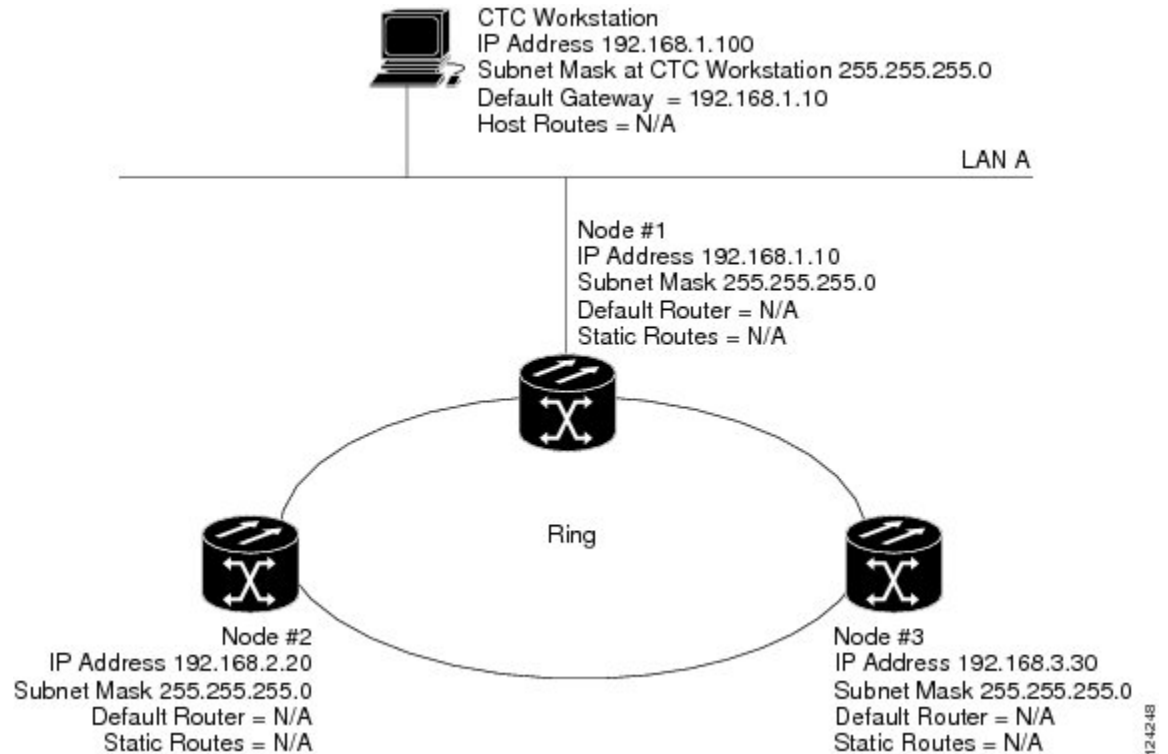 CTC Workstation
IP Address 192.168.1.100
Subnet Mask at CTC Workstation 255.255.255.0
Default Gateway = 192.168.1.10
Host Routes = N/A
LAN A
Node #1
IP Address 192.168.1.10
Subnet Mask 255.255.255.0
Default Router = N/A
Static Routes = N/A
Ring
Node #2
IP Address 192.168.2.20
Subnet Mask 255.255.255.0
Default Router = N/A
Static Routes = N/A
Node #3
IP Address 192.168.3.30
Subnet Mask 255.255.255.0
Default Router = N/A
Static Routes = N/A
124248